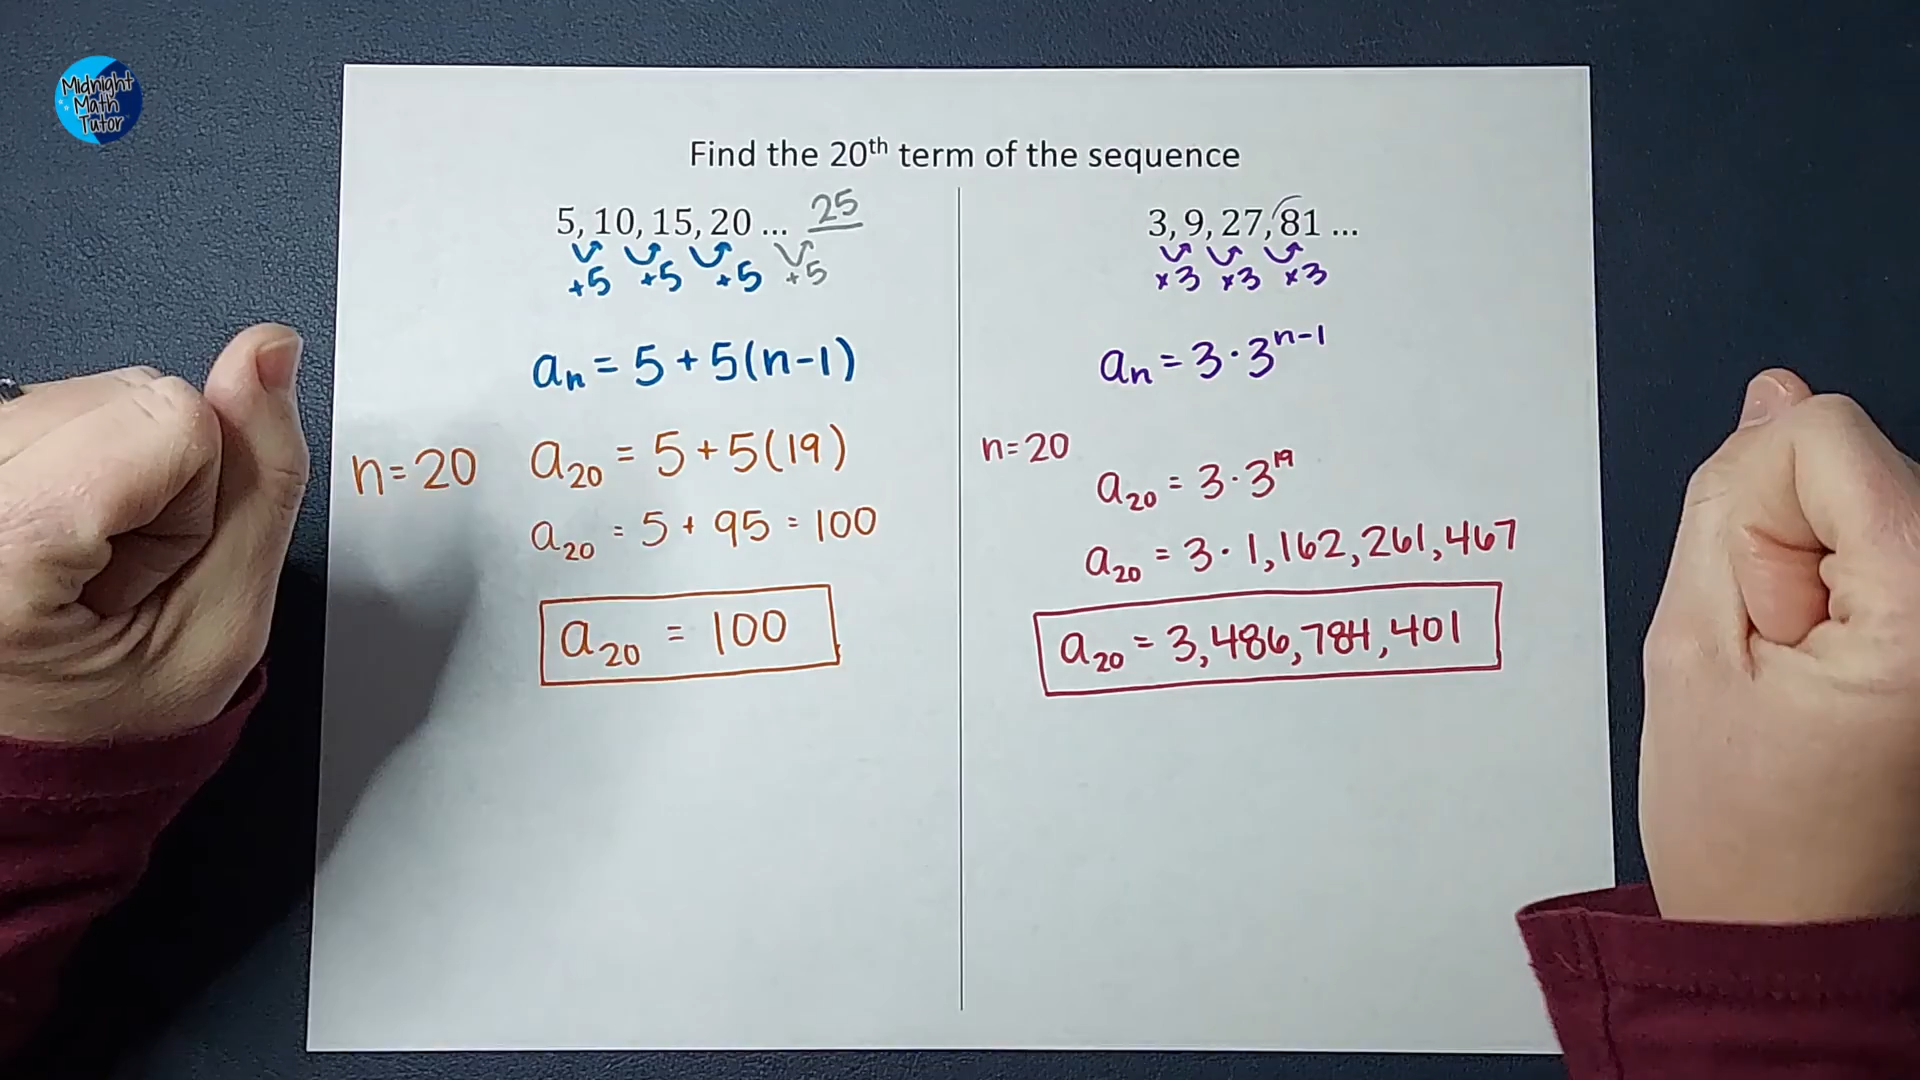 Midnight
Math
Tutor
Find the 20th term of the sequence
5, 10, 15, 20 ... 25
+5 +5 +5 +5
aₙ = 5 + 5(n-1)
n=20
a₂₀ = 5 + 5(19)
a₂₀ = 5 + 95 = 100
a₂₀ = 100
3, 9, 27, 81 ...
×3 ×3 ×3
aₙ = 3 · 3ⁿ⁻¹
n=20
a₂₀ = 3 · 3¹⁹
a₂₀ = 3 · 1,162,261,467
a₂₀ = 3,486,784,401